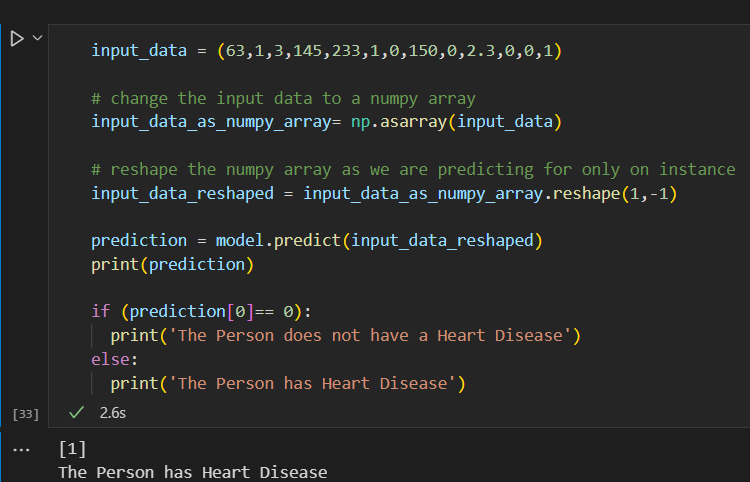 input_data = (63,1,3,145,233,1,0,150,0,2.3,0,0,1)
# change the input data to a numpy array
input_data_as_numpy_array= np.asarray(input_data)
# reshape the numpy array as we are predicting for only on instance
input_data_reshaped = input_data_as_numpy_array.reshape(1,-1)
prediction = model.predict(input_data_reshaped)
print(prediction)
if (prediction[0]== 0):
  print('The Person does not have a Heart Disease')
else:
  print('The Person has Heart Disease')
[33] 2.6s
[1]
The Person has Heart Disease